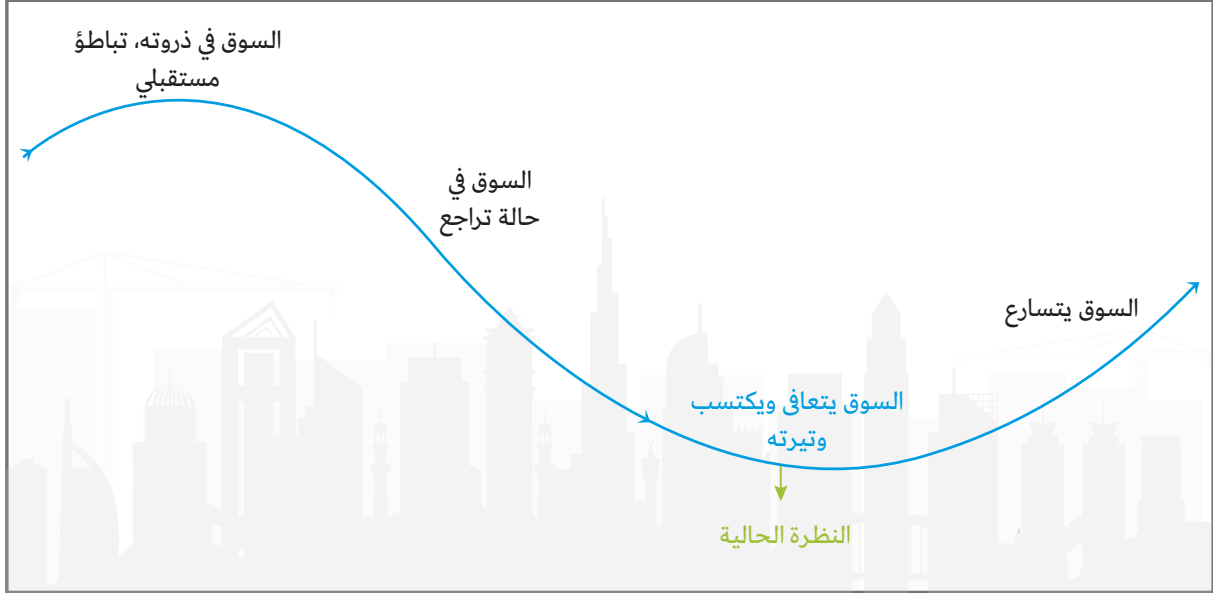 السوق في ذروته، تباطؤ
مستقبلي
السوق في
حالة تراجع
السوق يتعافى ويكتسب
وتيرته
السوق يتسارع
النظرة الحالية